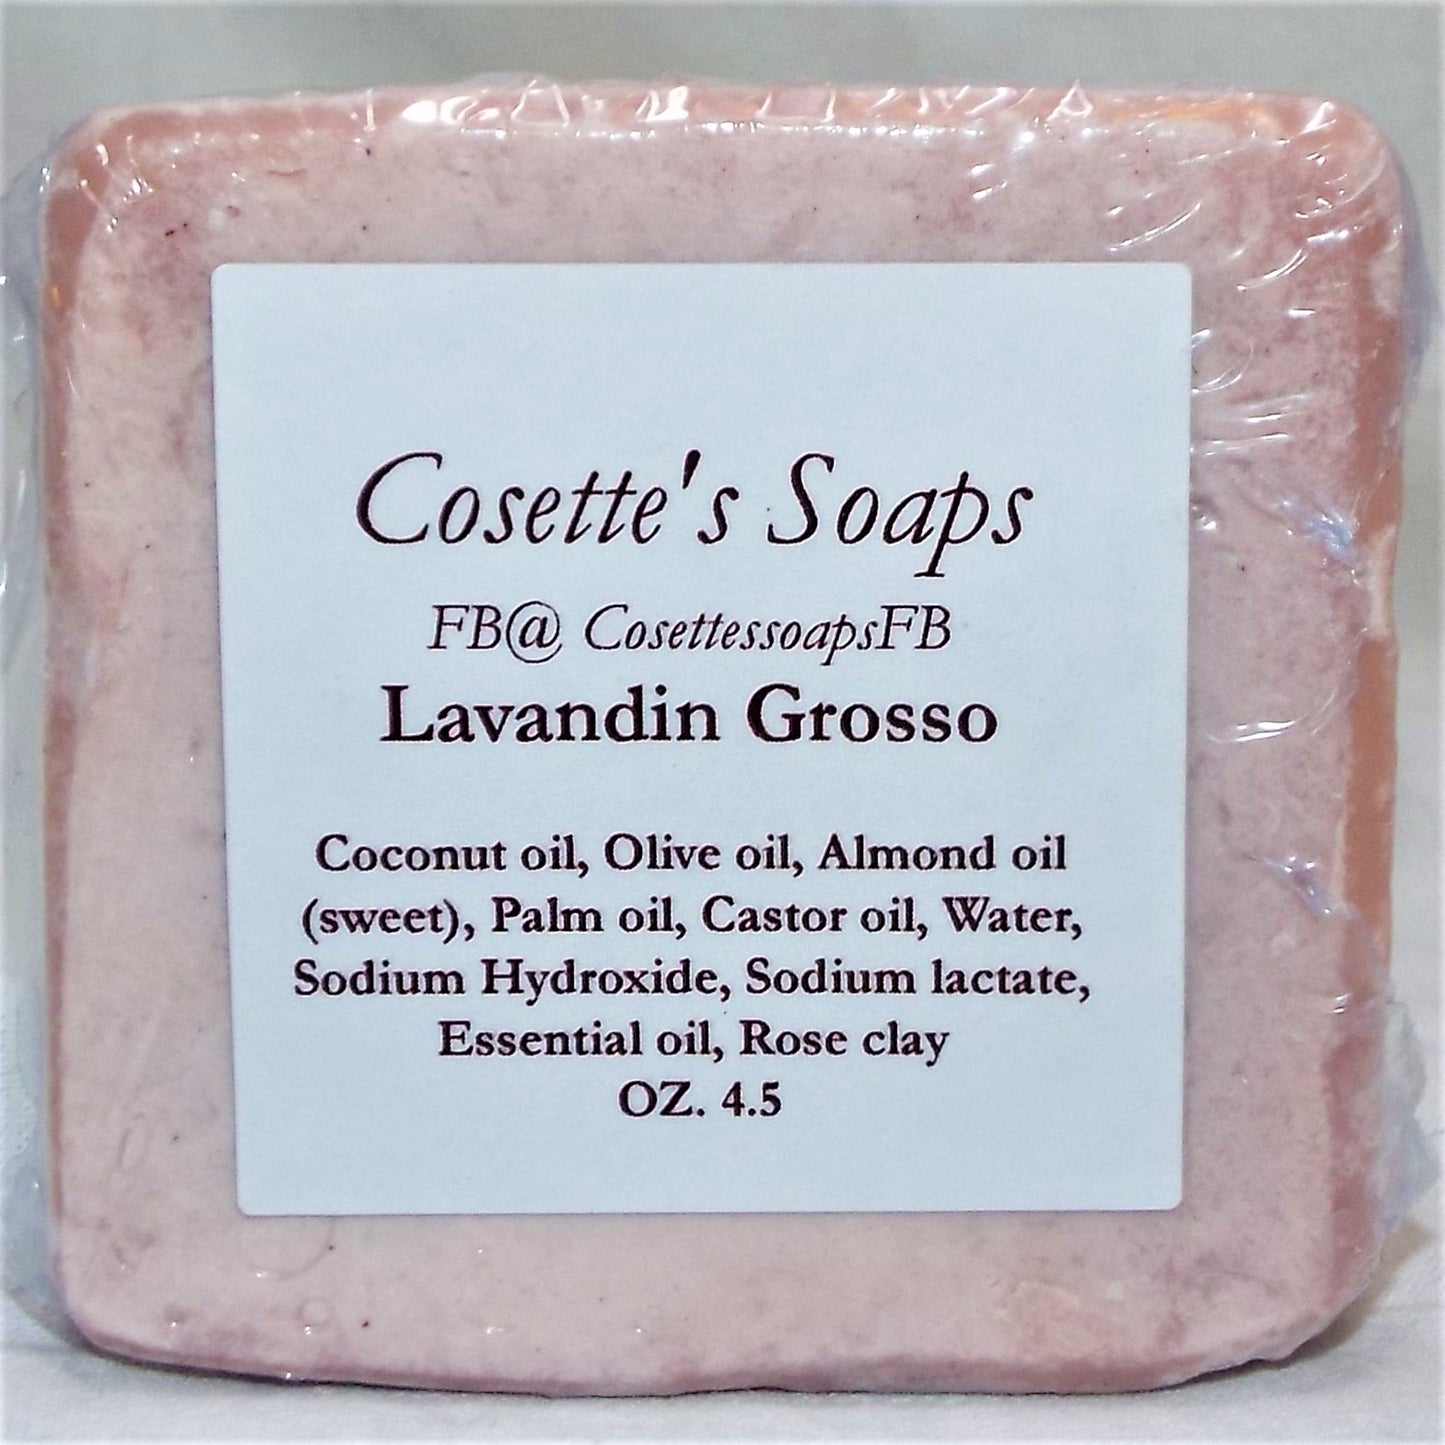 Cosette's Soaps
FB@ CosettessoapsFB
Lavandin Grosso
Coconut oil, Olive oil, Almond oil
(sweet), Palm oil, Castor oil, Water,
Sodium Hydroxide, Sodium lactate,
Essential oil, Rose clay
OZ. 4.5